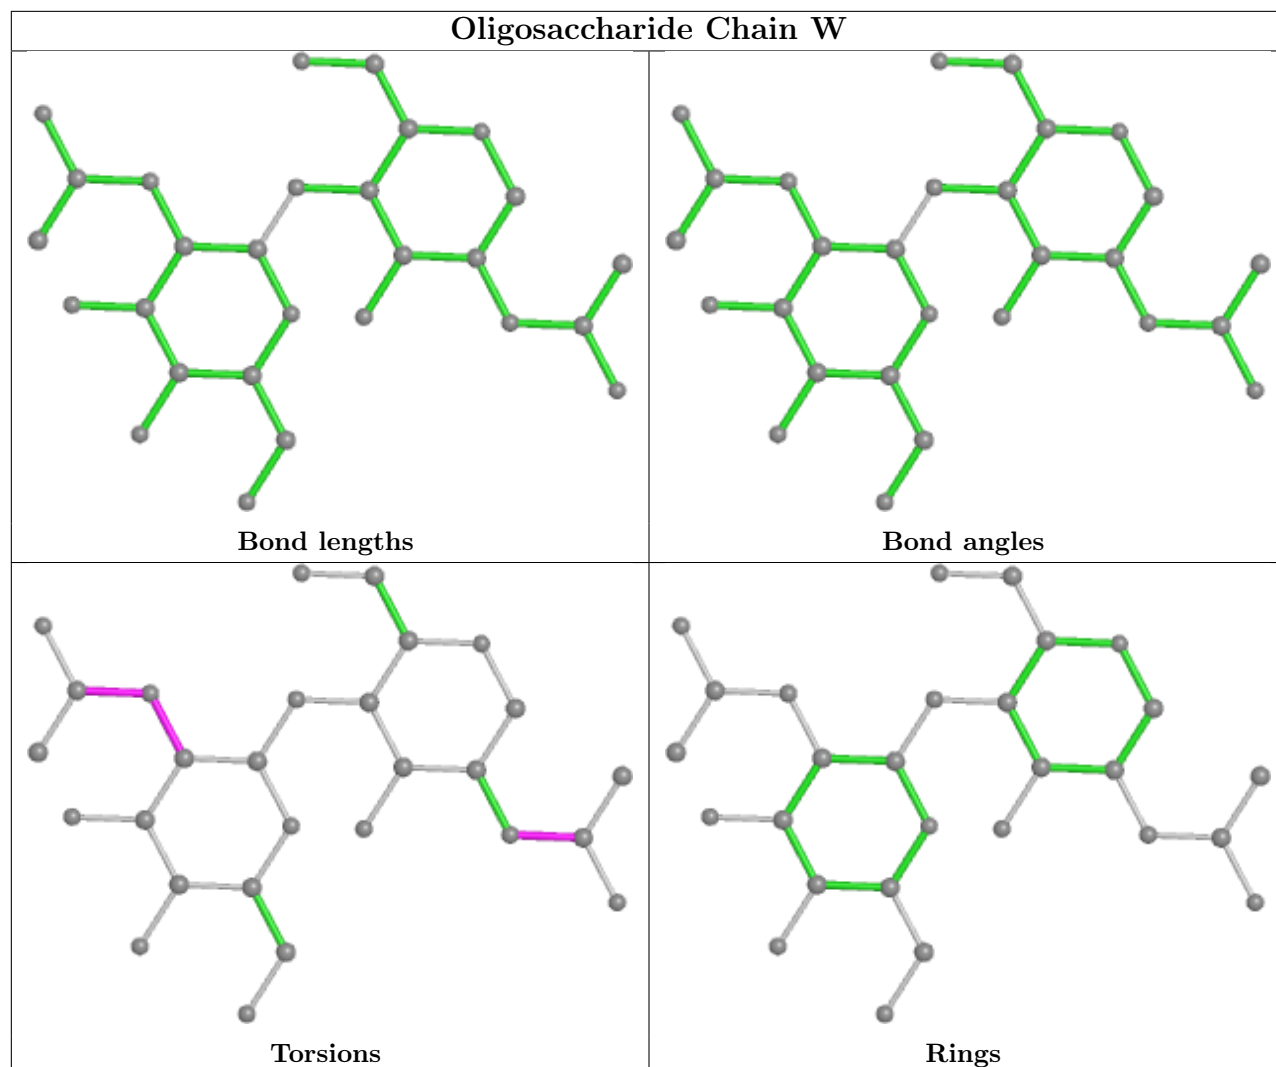 Oligosaccharide Chain W
Bond lengths
Bond angles
Torsions
Rings